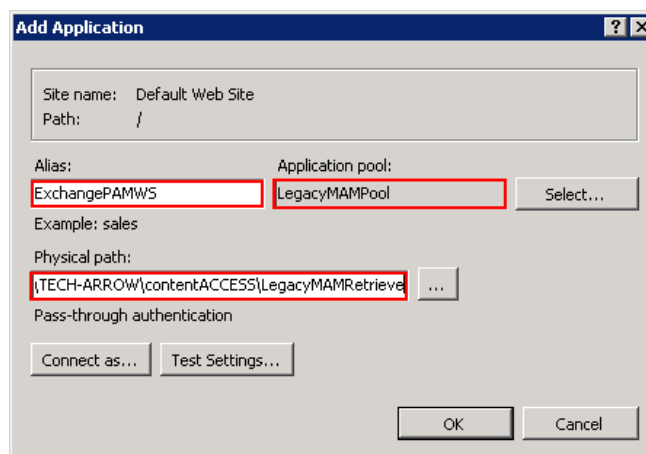 Add Application
Site name: Default Web Site
Path: /
Alias: Application pool:
ExchangePAMWS LegacyMAMPool Select...
Example: sales
Physical path:
\TECH-ARROW\contentACCESS\LegacyMAMRetrieve ...
Pass-through authentication
Connect as... Test Settings...
OK Cancel